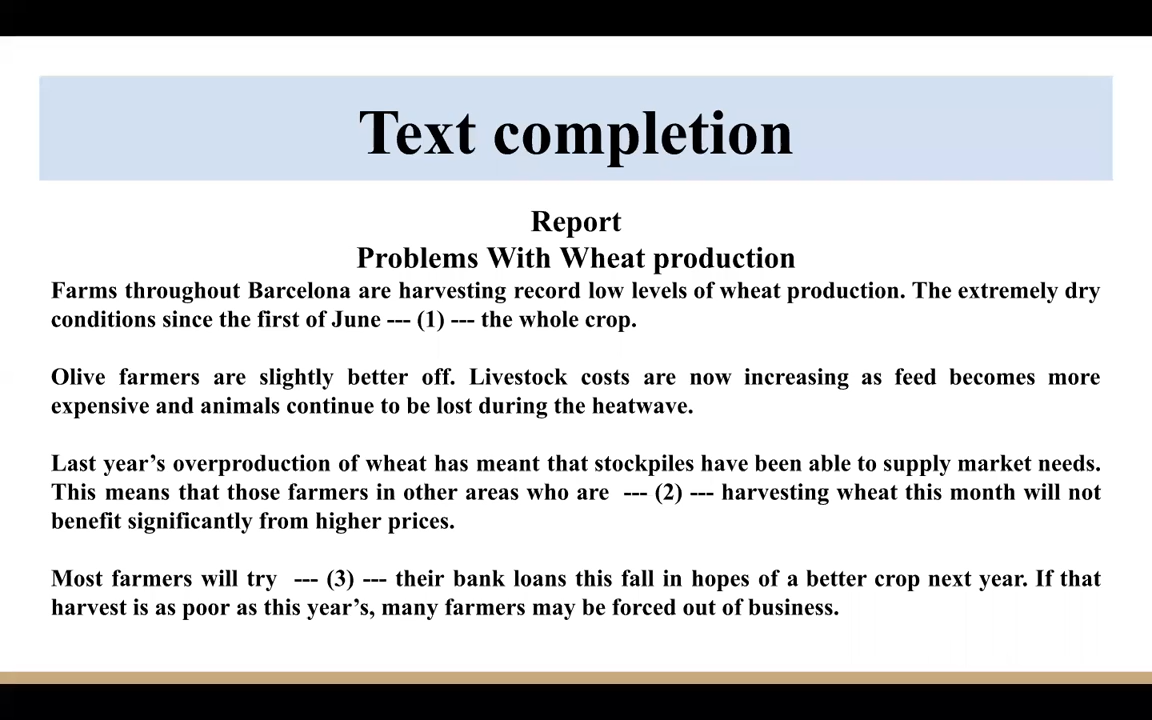 Text completion
Report
Problems With Wheat production
Farms throughout Barcelona are harvesting record low levels of wheat production. The extremely dry
conditions since the first of June --- (1) --- the whole crop.
Olive farmers are slightly better off. Livestock costs are now increasing as feed becomes more
expensive and animals continue to be lost during the heatwave.
Last year’s overproduction of wheat has meant that stockpiles have been able to supply market needs.
This means that those farmers in other areas who are --- (2) --- harvesting wheat this month will not
benefit significantly from higher prices.
Most farmers will try --- (3) --- their bank loans this fall in hopes of a better crop next year. If that
harvest is as poor as this year’s, many farmers may be forced out of business.